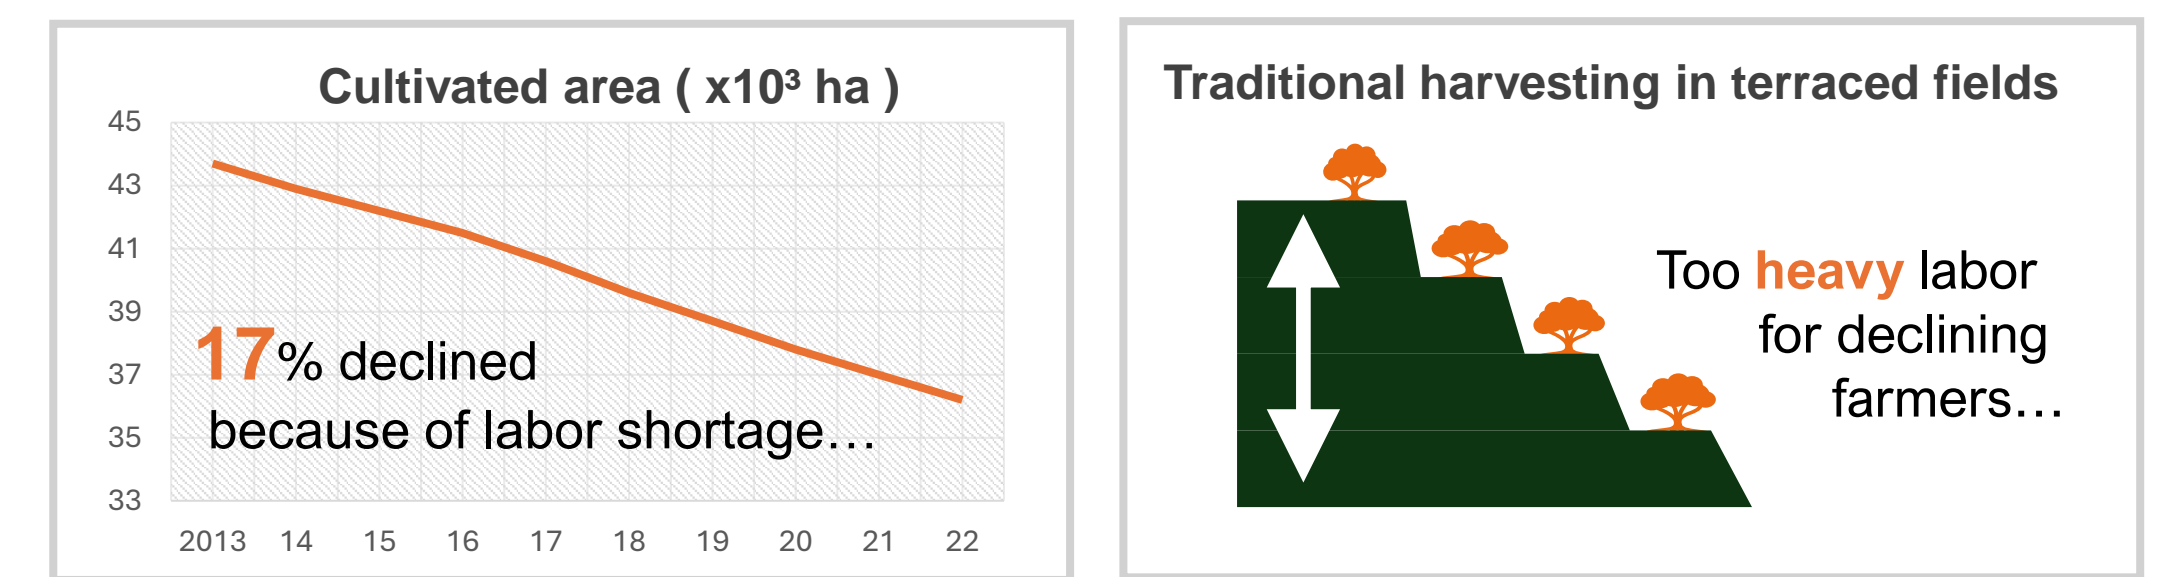 Cultivated area ( x10³ ha )
45
43
41
39
37
35
33
2013 14 15 16 17 18 19 20 21 22
17% declined
because of labor shortage…
Traditional harvesting in terraced fields
Too heavy labor
for declining
farmers…